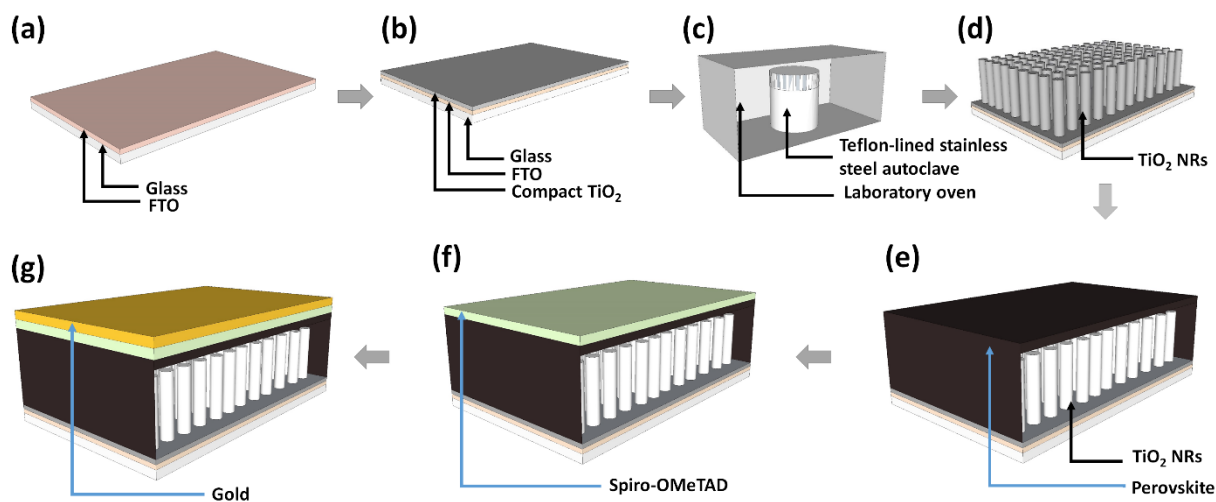 (a)
(b)
(c)
(d)
Glass
FTO
Glass
FTO
Compact TiO₂
Teflon-lined stainless
steel autoclave
Laboratory oven
TiO₂ NRs
(g)
(f)
(e)
Gold
Spiro-OMeTAD
TiO₂ NRs
Perovskite